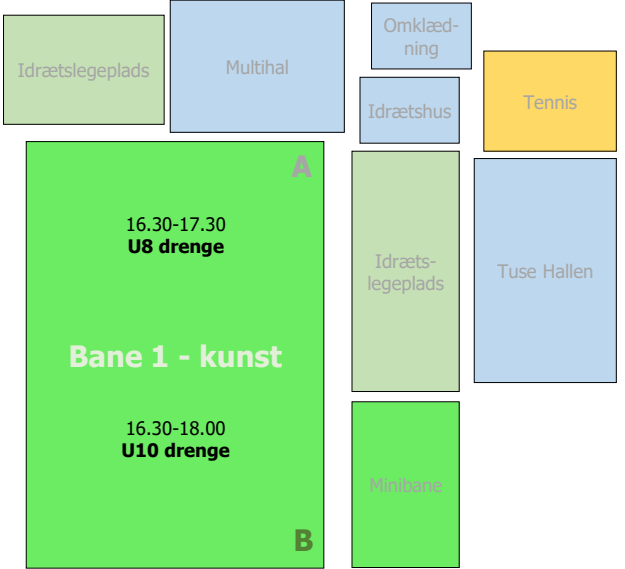 Idrætslegeplads
Multihal
Omklæd-
ning
Idrætshus
Tennis
A
16.30-17.30
U8 drenge
Bane 1 - kunst
16.30-18.00
U10 drenge
B
Idræts-
legeplads
Tuse Hallen
Minibane